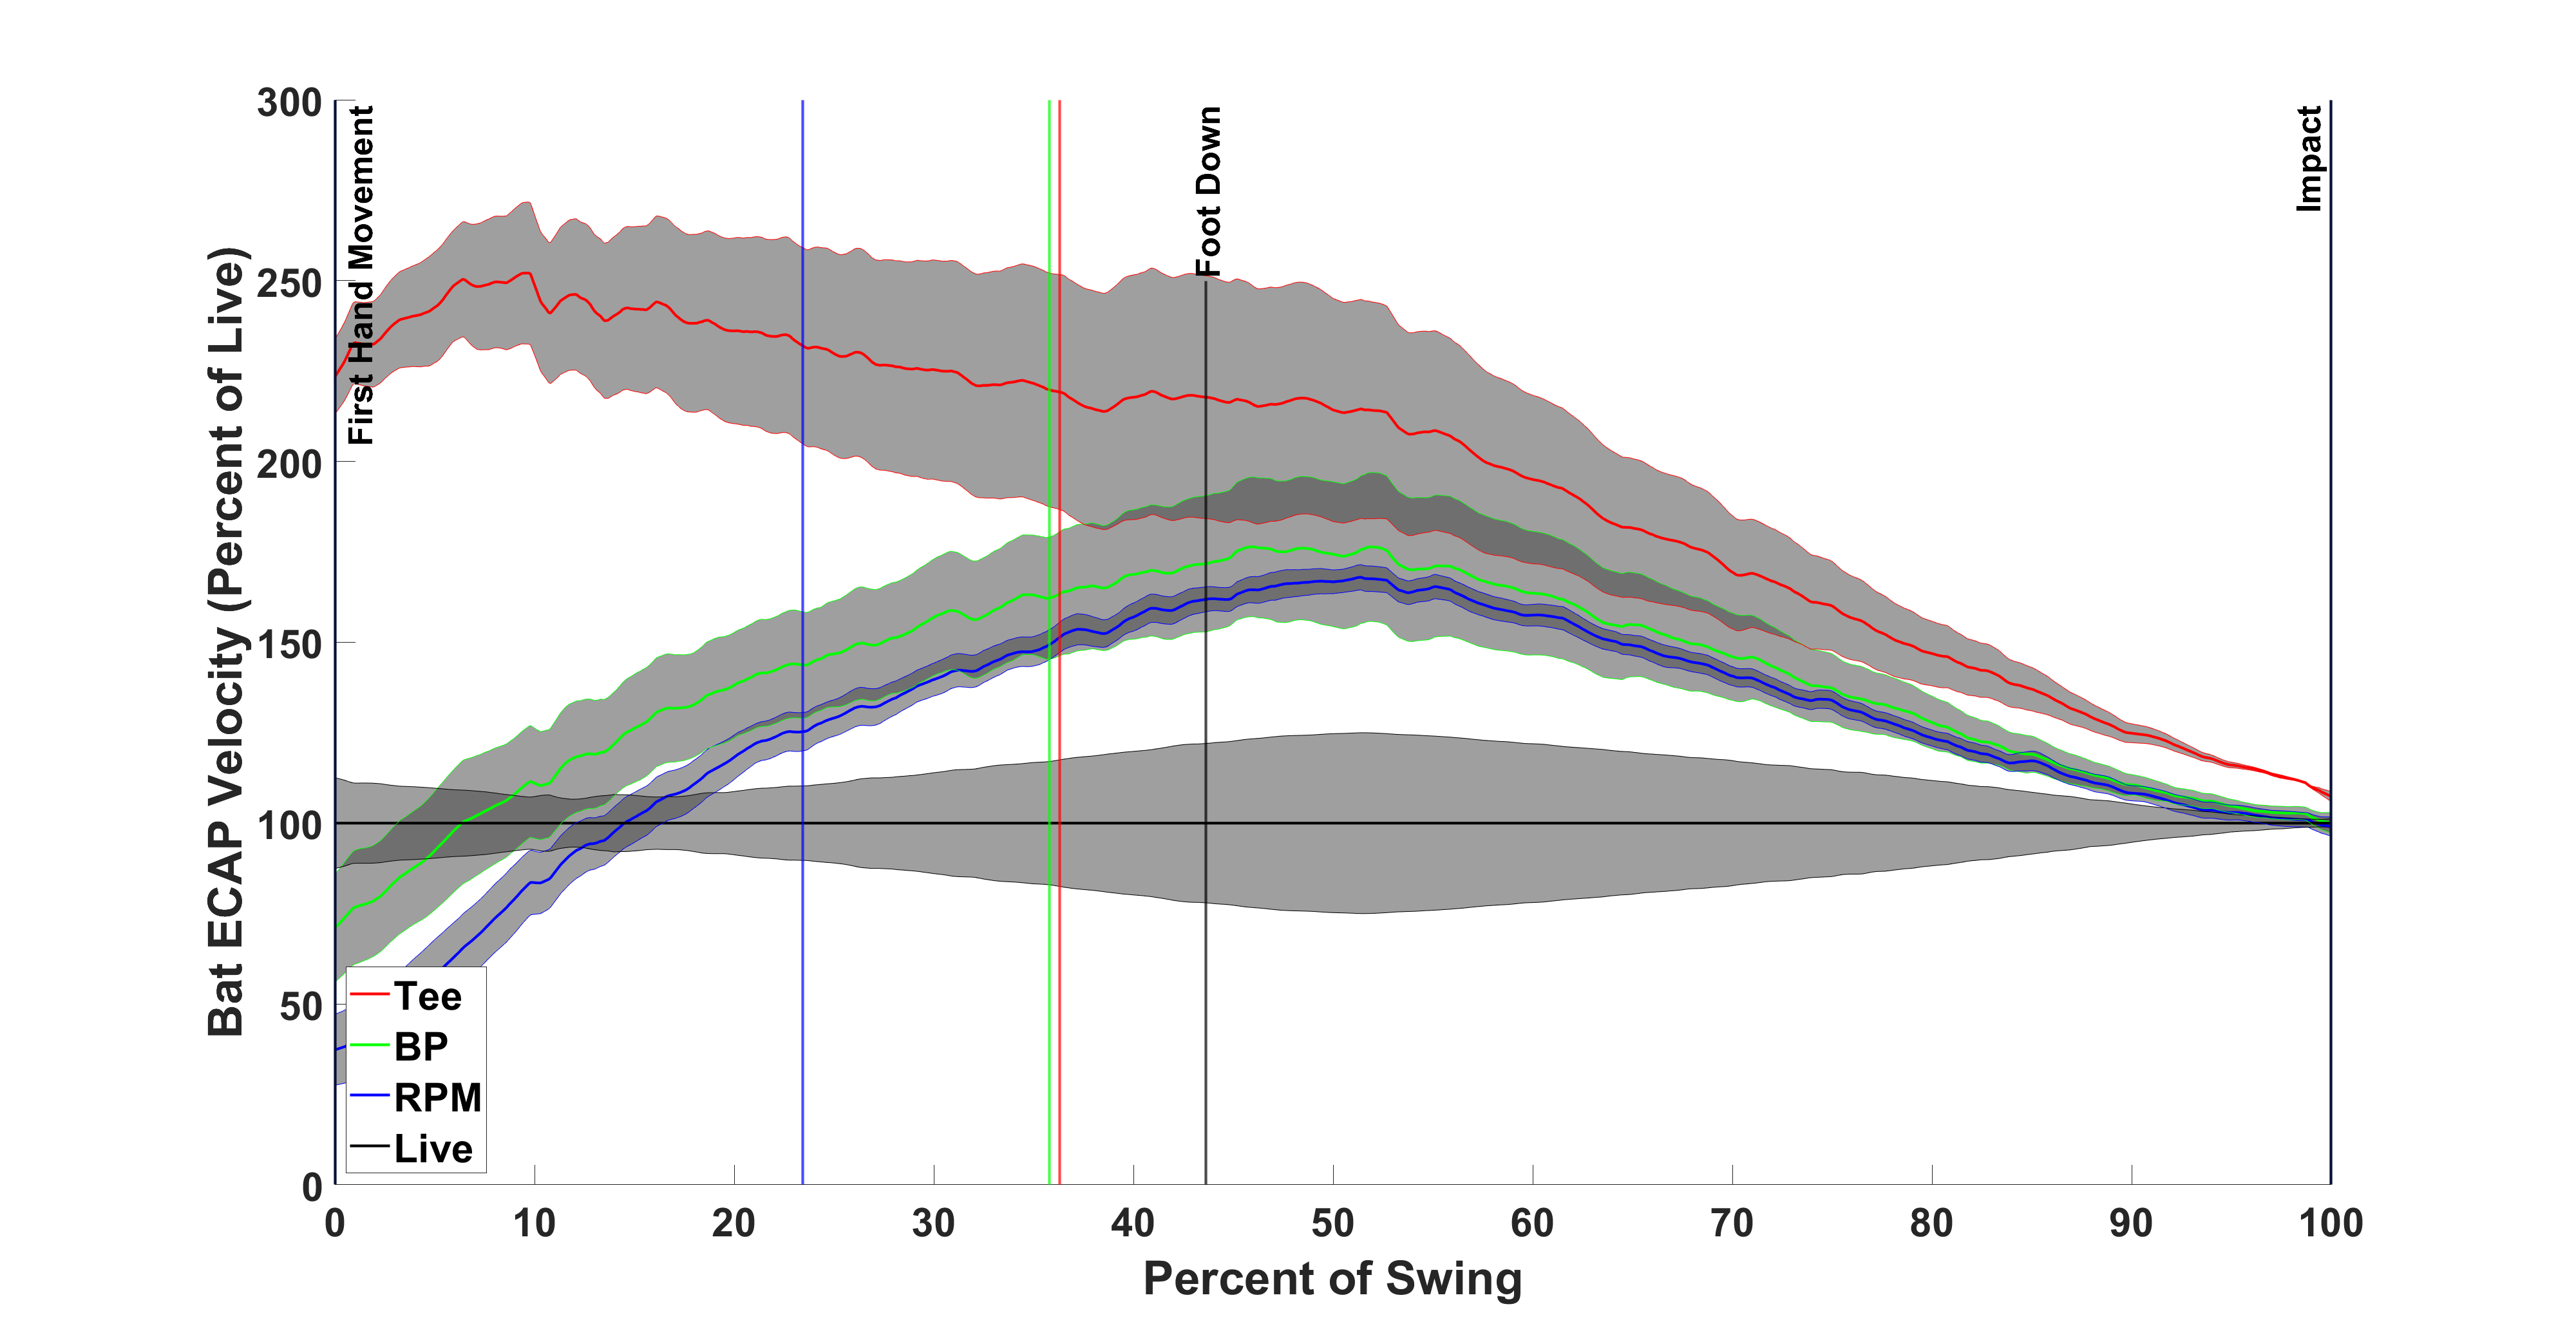 Bat ECAP Velocity (Percent of Live)
300
250
200
150
100
50
0
First Hand Movement
Foot Down
Impact
Tee
BP
RPM
Live
0 10 20 30 40 50 60 70 80 90 100
Percent of Swing